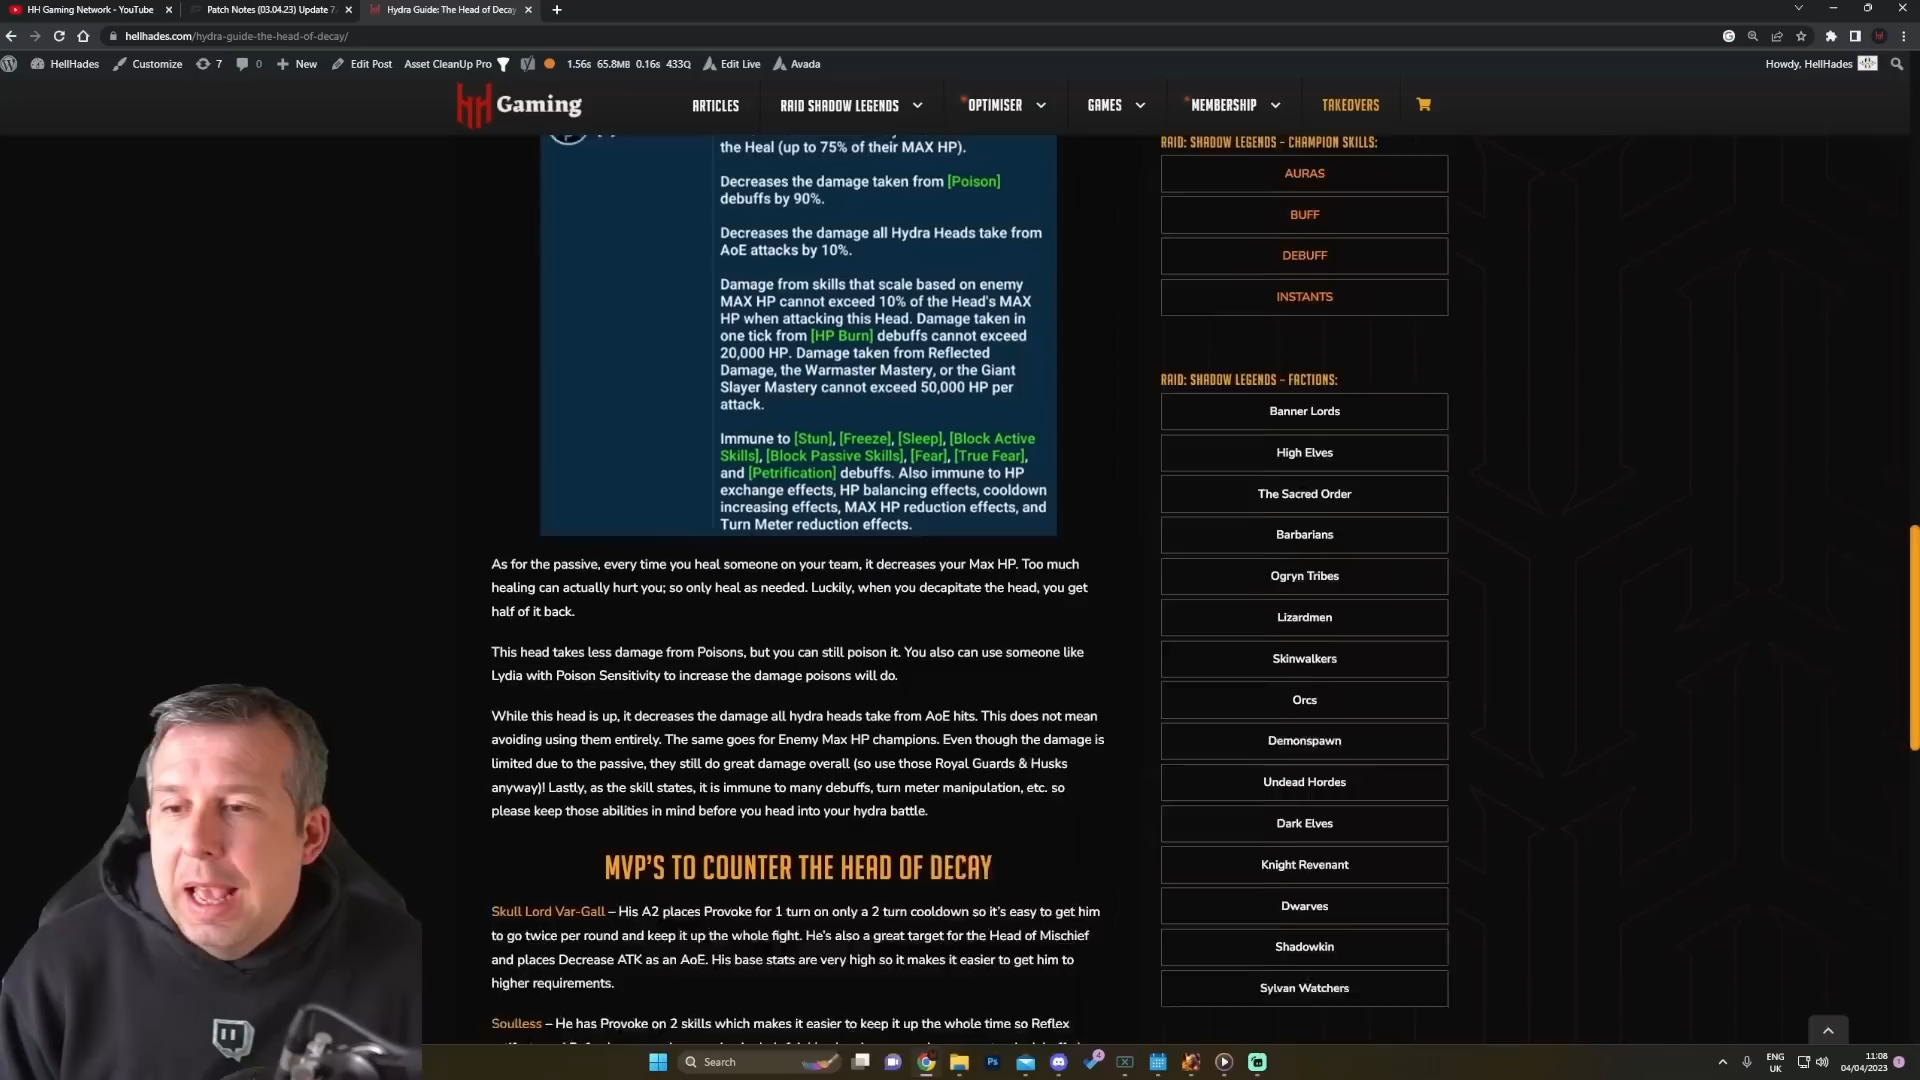 HH Gaming Network - YouTube
Patch Notes (03.04.23) Update 7.
Hydra Guide: The Head of Decay
hellhades.com/hydra-guide-the-head-of-decay/
HellHades
Customize
7
0
New
Edit Post
Asset CleanUp Pro
1.56s 65.8MB 0.16s 433Q
Edit Live
Avada
Howdy, HellHades
HH Gaming
ARTICLES
RAID SHADOW LEGENDS
OPTIMISER
GAMES
MEMBERSHIP
TAKEOVERS
the Heal (up to 75% of their MAX HP).
Decreases the damage taken from [Poison]
debuffs by 90%.
Decreases the damage all Hydra Heads take from
AoE attacks by 10%.
Damage from skills that scale based on enemy
MAX HP cannot exceed 10% of the Head's MAX
HP when attacking this Head. Damage taken in
one tick from [HP Burn] debuffs cannot exceed
20,000 HP. Damage taken from Reflected
Damage, the Warmaster Mastery, or the Giant
Slayer Mastery cannot exceed 50,000 HP per
attack.
Immune to [Stun], [Freeze], [Sleep], [Block Active
Skills], [Block Passive Skills], [Fear], [True Fear],
and [Petrification] debuffs. Also immune to HP
exchange effects, HP balancing effects, cooldown
increasing effects, MAX HP reduction effects, and
Turn Meter reduction effects.
As for the passive, every time you heal someone on your team, it decreases your Max HP. Too much
healing can actually hurt you; so only heal as needed. Luckily, when you decapitate the head, you get
half of it back.
This head takes less damage from Poisons, but you can still poison it. You also can use someone like
Lydia with Poison Sensitivity to increase the damage poisons will do.
While this head is up, it decreases the damage all hydra heads take from AoE hits. This does not mean
avoiding using them entirely. The same goes for Enemy Max HP champions. Even though the damage is
limited due to the passive, they still do great damage overall (so use those Royal Guards & Husks
anyway)! Lastly, as the skill states, it is immune to many debuffs, turn meter manipulation, etc. so
please keep those abilities in mind before you head into your hydra battle.
MVP'S TO COUNTER THE HEAD OF DECAY
Skull Lord Var-Gall – His A2 places Provoke for 1 turn on only a 2 turn cooldown so it's easy to get him
to go twice per round and keep it up the whole fight. He's also a great target for the Head of Mischief
and places Decrease ATK as an AoE. His base stats are very high so it makes it easier to get him to
higher requirements.
Soulless – He has Provoke on 2 skills which makes it easier to keep it up the whole time so Reflex
RAID: SHADOW LEGENDS – CHAMPION SKILLS:
AURAS
BUFF
DEBUFF
INSTANTS
RAID: SHADOW LEGENDS – FACTIONS:
Banner Lords
High Elves
The Sacred Order
Barbarians
Ogryn Tribes
Lizardmen
Skinwalkers
Orcs
Demonspawn
Undead Hordes
Dark Elves
Knight Revenant
Dwarves
Shadowkin
Sylvan Watchers
Search
ENG
UK
11:08
04/04/2023